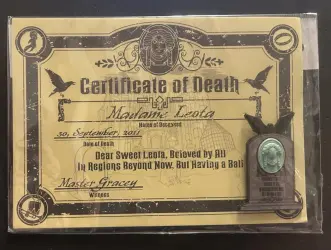 Certificate of Death
Madame Leota
Name of Deceased
30, September, 2011
Date of Death
Dear Sweet Leota, Beloved by All
In Regions Beyond Now, But Having a Ball
Master Gracey
Witness